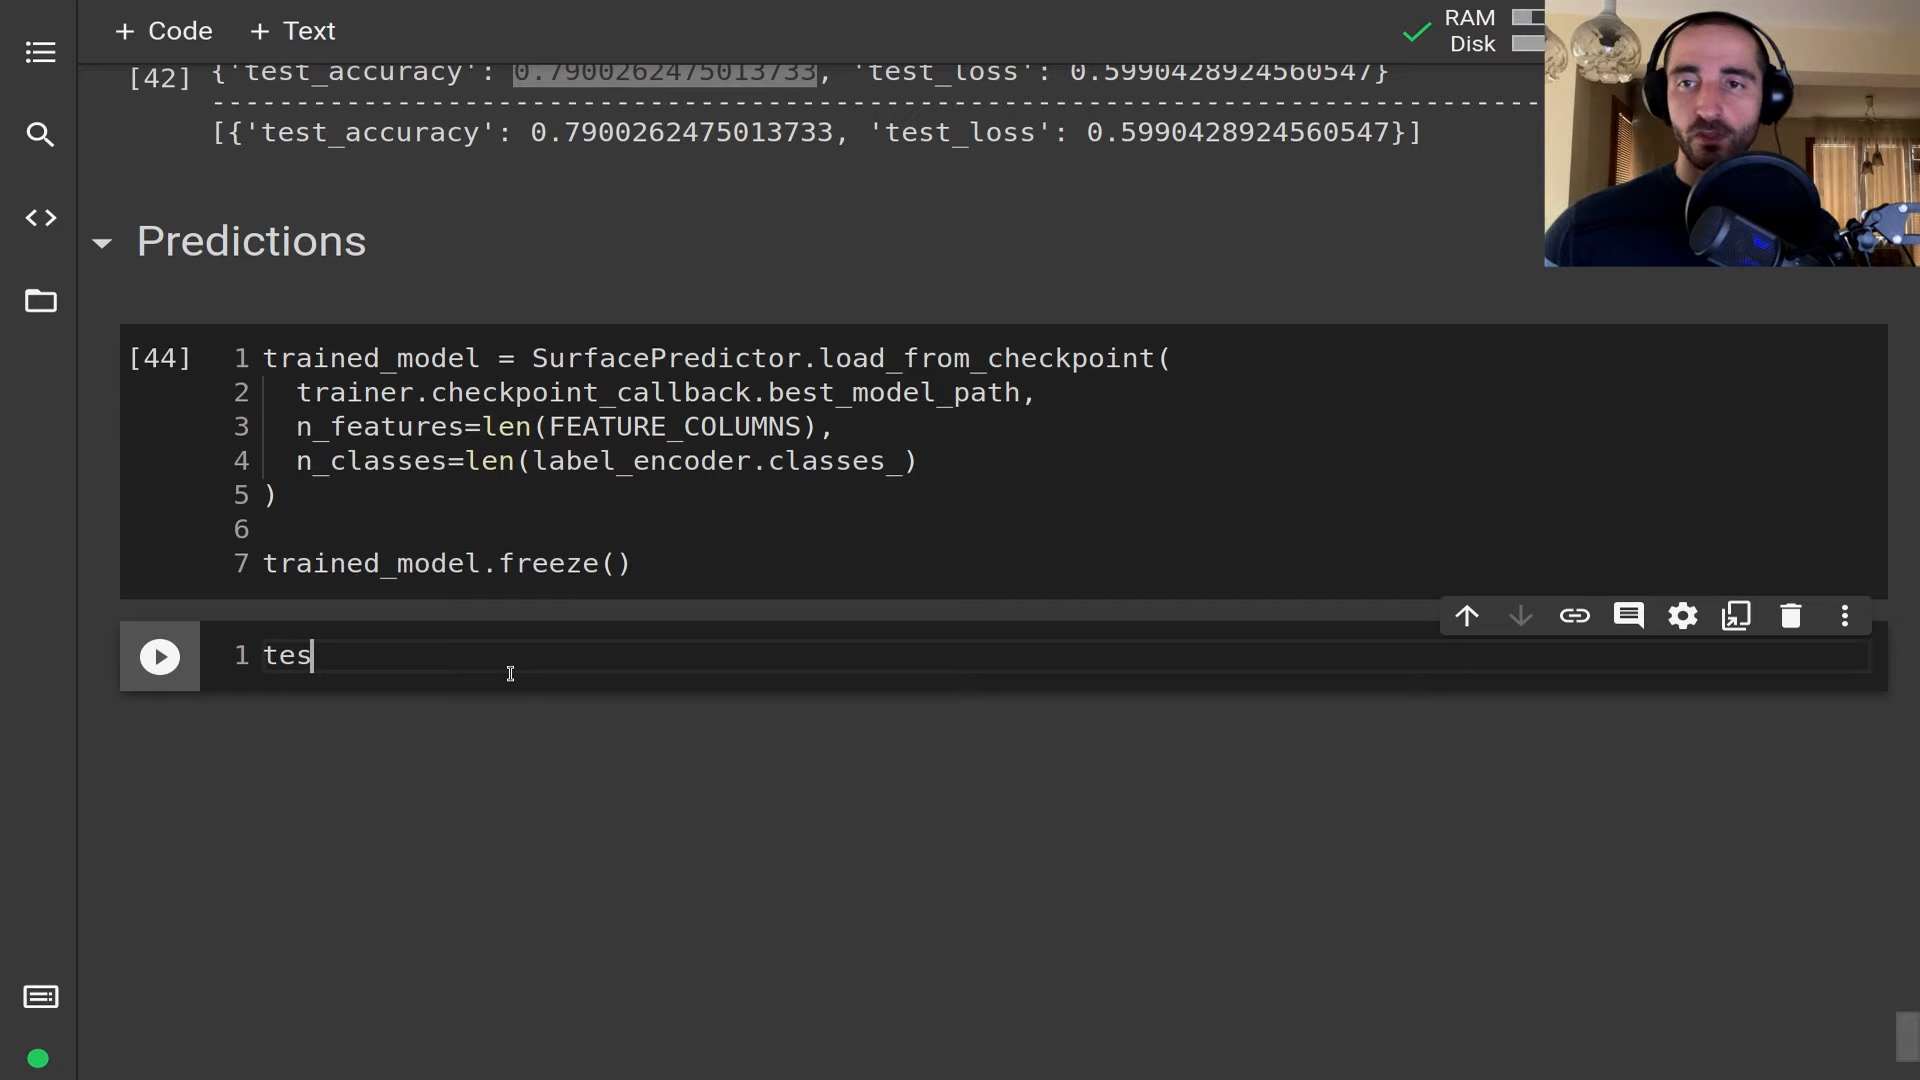 + Code + Text
RAM
Disk
[42] {'test_accuracy': 0.7900262475013733, 'test_loss': 0.5990428924560547}
--------------------------------------------------------------------------------
[{'test_accuracy': 0.7900262475013733, 'test_loss': 0.5990428924560547}]
Predictions
[44] 1 trained_model = SurfacePredictor.load_from_checkpoint(
2 trainer.checkpoint_callback.best_model_path,
3 n_features=len(FEATURE_COLUMNS),
4 n_classes=len(label_encoder.classes_)
5 )
6
7 trained_model.freeze()
1 tes